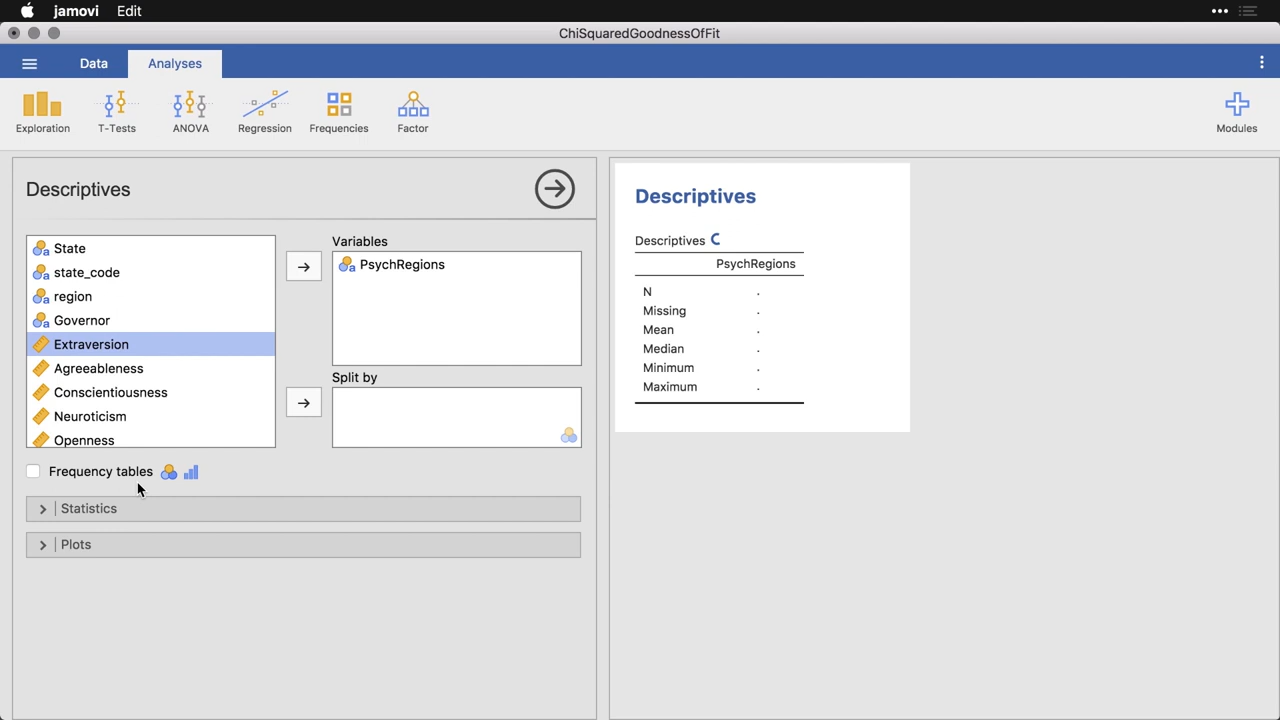 jamovi Edit
ChiSquaredGoodnessOfFit
Data Analyses
Exploration T-Tests ANOVA Regression Frequencies Factor Modules
Descriptives
State
state_code
region
Governor
Extraversion
Agreeableness
Conscientiousness
Neuroticism
Openness
Variables
PsychRegions
Split by
Frequency tables
Statistics
Plots
Descriptives
Descriptives
PsychRegions
N .
Missing .
Mean .
Median .
Minimum .
Maximum .